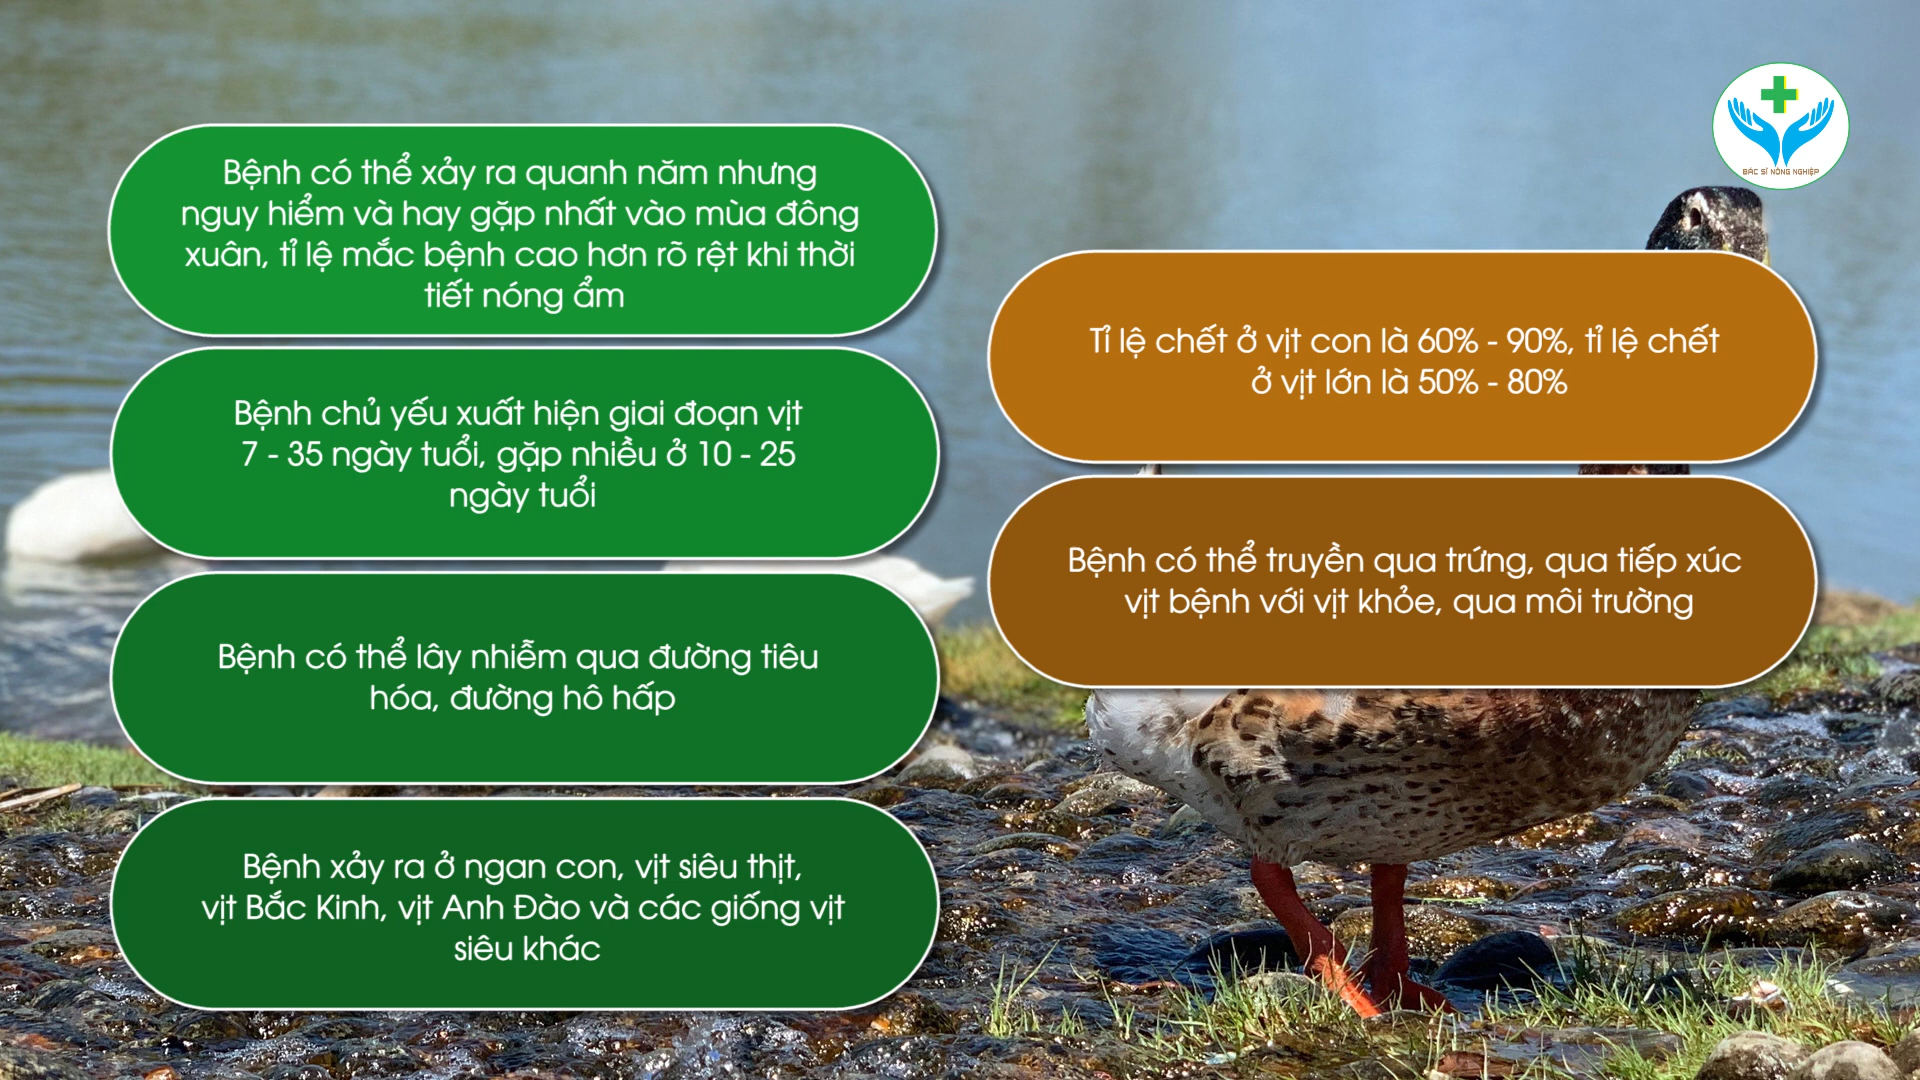 Bệnh có thể xảy ra quanh năm nhưng
nguy hiểm và hay gặp nhất vào mùa đông
xuân, tỉ lệ mắc bệnh cao hơn rõ rệt khi thời
tiết nóng ẩm
Bệnh chủ yếu xuất hiện giai đoạn vịt
7 - 35 ngày tuổi, gặp nhiều ở 10 - 25
ngày tuổi
Bệnh có thể lây nhiễm qua đường tiêu
hóa, đường hô hấp
Bệnh xảy ra ở ngan con, vịt siêu thịt,
vịt Bắc Kinh, vịt Anh Đào và các giống vịt
siêu khác
BÁC SĨ NÔNG NGHIỆP
Tỉ lệ chết ở vịt con là 60% - 90%, tỉ lệ chết
ở vịt lớn là 50% - 80%
Bệnh có thể truyền qua trứng, qua tiếp xúc
vịt bệnh với vịt khỏe, qua môi trường